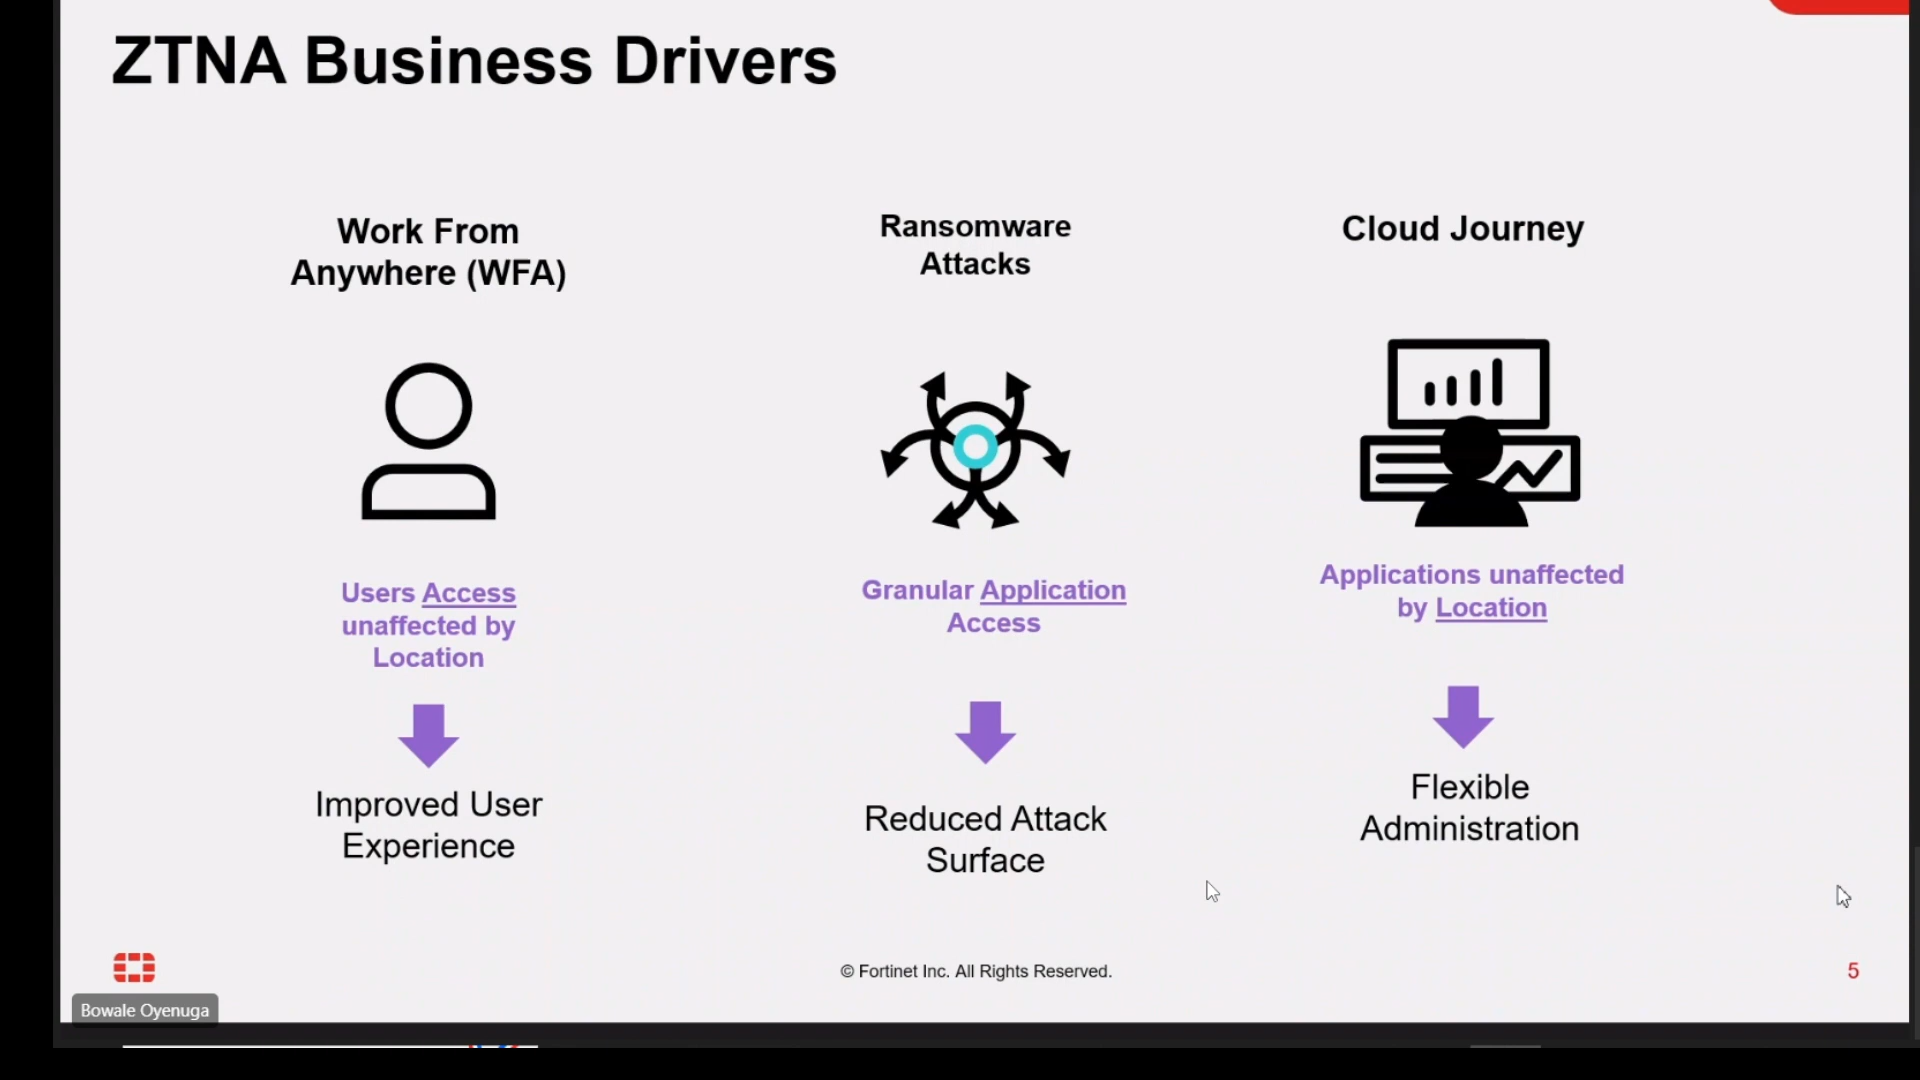 ZTNA Business Drivers
Work From
Anywhere (WFA)
Users Access
unaffected by
Location
Improved User
Experience
Ransomware
Attacks
Granular Application
Access
Reduced Attack
Surface
Cloud Journey
Applications unaffected
by Location
Flexible
Administration
© Fortinet Inc. All Rights Reserved.
5
Bowale Oyenuga